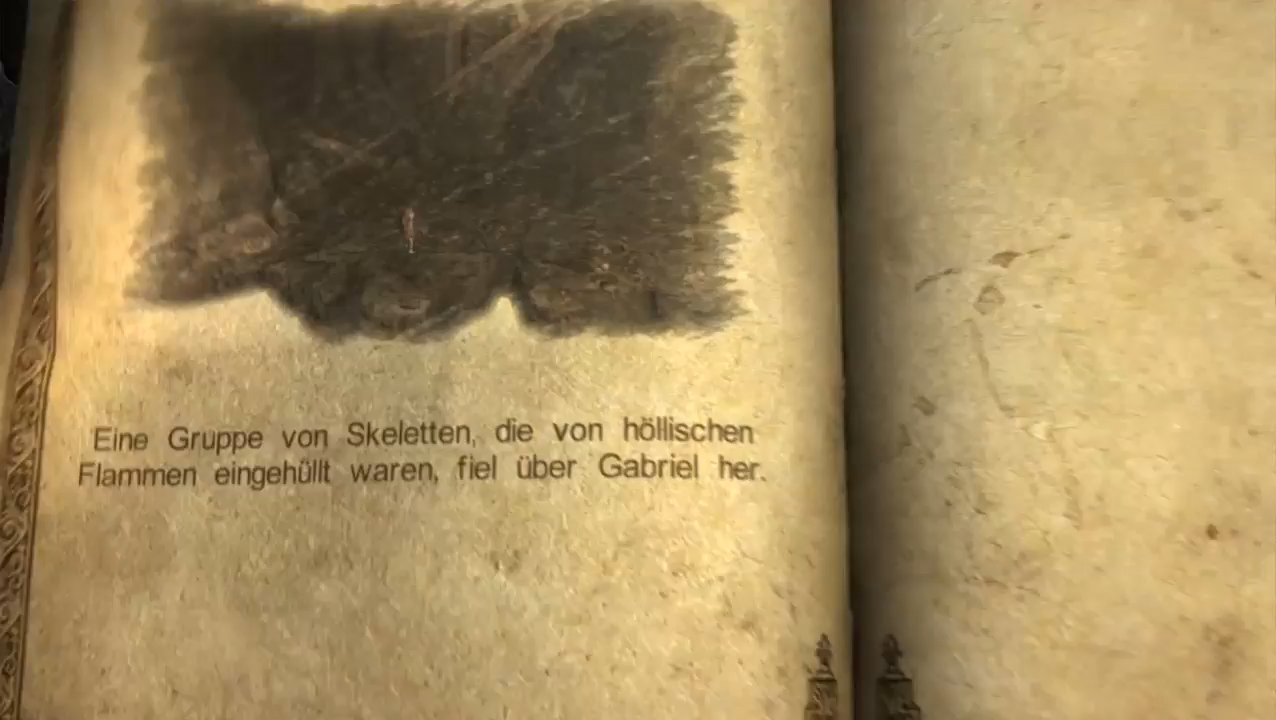 Eine Gruppe von Skeletten, die von höllischen
Flammen eingehüllt waren, fiel über Gabriel her.